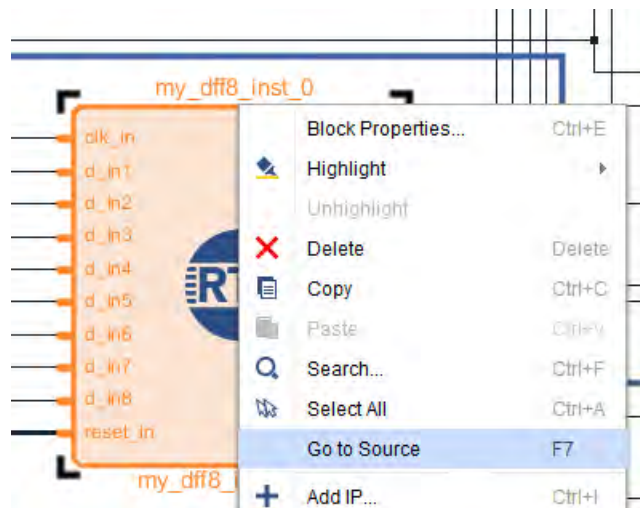 my_dff8_inst_0
clk_in
d_in1
d_in2
d_in3
d_in4
d_in5
d_in6
d_in7
d_in8
reset_in
RT
my_dff8_i
Block Properties... Ctrl+E
Highlight
Unhighlight
Delete Delete
Copy Ctrl+C
Paste Ctrl+V
Search... Ctrl+F
Select All Ctrl+A
Go to Source F7
Add IP... Ctrl+I